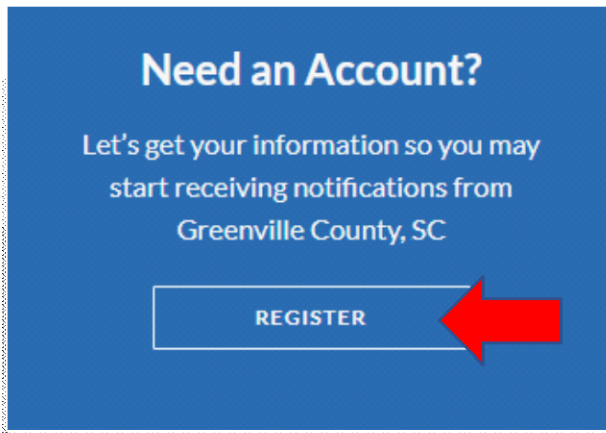 Need an Account?
Let's get your information so you may
start receiving notifications from
Greenville County, SC
REGISTER